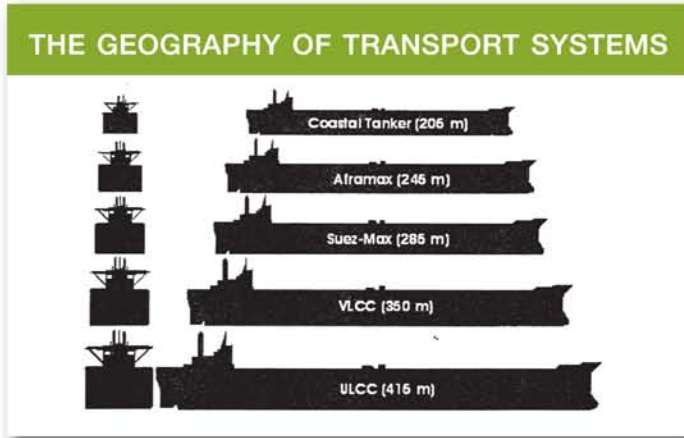 THE GEOGRAPHY OF TRANSPORT SYSTEMS
Coastal Tanker (205 m)
Aframax (245 m)
Suez-Max (285 m)
VLCC (350 m)
ULCC (415 m)